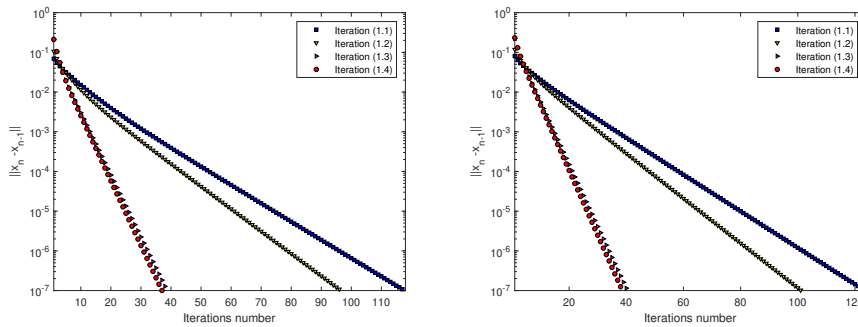 10^0
10^-1
10^-2
10^-3
10^-4
10^-5
10^-6
10^-7
||x_n - x_{n-1}||
10 20 30 40 50 60 70 80 90 100 110
Iterations number
Iteration (1.1)
Iteration (1.2)
Iteration (1.3)
Iteration (1.4)
10^0
10^-1
10^-2
10^-3
10^-4
10^-5
10^-6
10^-7
||x_n - x_{n-1}||
20 40 60 80 100 120
Iterations number
Iteration (1.1)
Iteration (1.2)
Iteration (1.3)
Iteration (1.4)